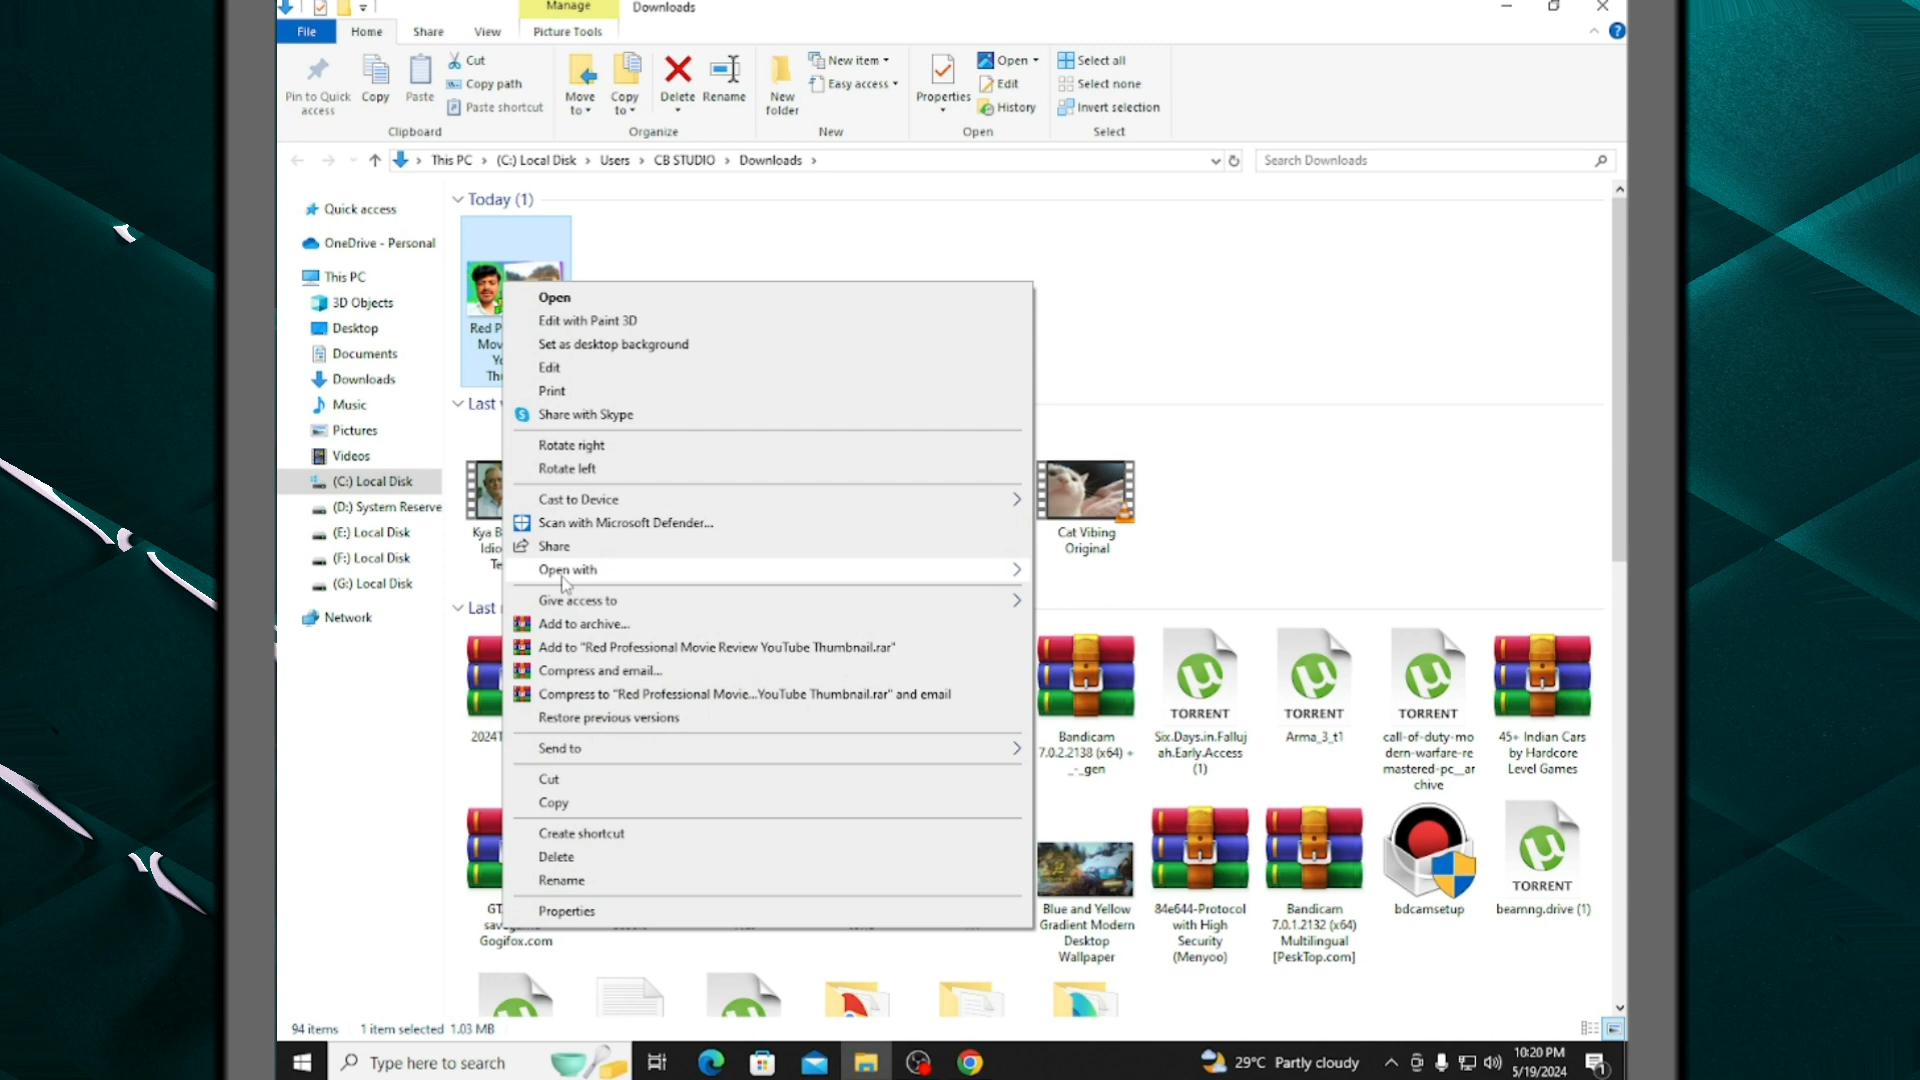 Manage
Downloads
File
Home
Share
View
Picture Tools
Pin to Quick access
Copy
Paste
Cut
Copy path
Paste shortcut
Clipboard
Move to
Copy to
Delete
Rename
Organize
New folder
New item
Easy access
New
Properties
Open
Edit
History
Open
Select all
Select none
Invert selection
Select
This PC > (C:) Local Disk > Users > CB STUDIO > Downloads >
Search Downloads
Quick access
OneDrive - Personal
This PC
3D Objects
Desktop
Documents
Downloads
Music
Pictures
Videos
(C:) Local Disk
(D:) System Reserve
(E:) Local Disk
(F:) Local Disk
(G:) Local Disk
Network
Today (1)
Red P
Mov
Yo
Thu
Last
Kya B
Idio
Te
Cat Vibing
Original
Last
Open
Edit with Paint 3D
Set as desktop background
Edit
Print
Share with Skype
Rotate right
Rotate left
Cast to Device
Scan with Microsoft Defender...
Share
Open with
Give access to
Add to archive...
Add to "Red Professional Movie Review YouTube Thumbnail.rar"
Compress and email...
Compress to "Red Professional Movie...YouTube Thumbnail.rar" and email
Restore previous versions
Send to
Cut
Copy
Create shortcut
Delete
Rename
Properties
TORRENT
TORRENT
TORRENT
2024
Bandicam
7.0.2.2138 (x64) +
_-_gen
Six.Days.in.Falluj
ah.Early.Access
(1)
Arma_3_t1
call-of-duty-mo
dern-warfare-re
mastered-pc__ar
chive
45+ Indian Cars
by Hardcore
Level Games
TORRENT
GT
Gogifox.com
Blue and Yellow
Gradient Modern
Desktop
Wallpaper
84e644-Protocol
with High
Security
(Menyoo)
Bandicam
7.0.1.2132 (x64)
Multilingual
[PeskTop.com]
bdcamsetup
beamng.drive (1)
94 items
1 item selected 1.03 MB
Type here to search
29°C Partly cloudy
10:20 PM
5/19/2024
1